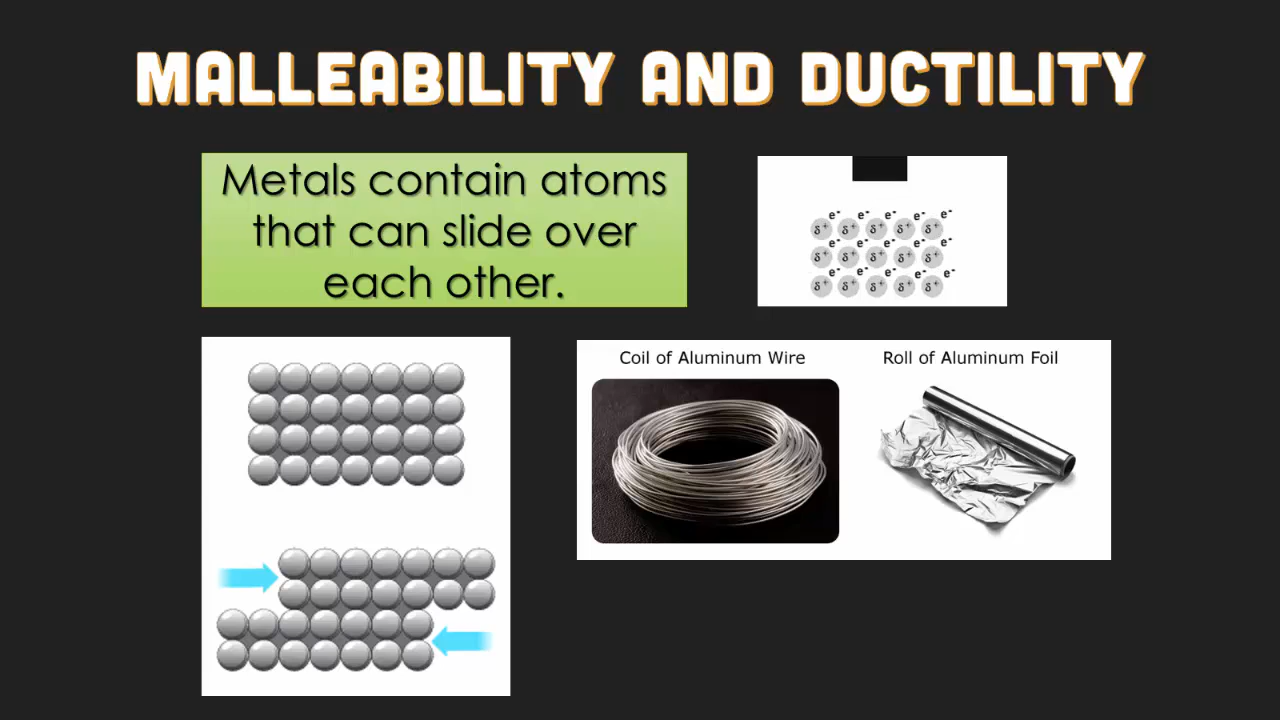 MALLEABILITY AND DUCTILITY
Metals contain atoms
that can slide over
each other.
e⁻ e⁻ e⁻ e⁻ e⁻
δ⁺ δ⁺ δ⁺ δ⁺ δ⁺
e⁻ e⁻ e⁻ e⁻ e⁻
δ⁺ δ⁺ δ⁺ δ⁺ δ⁺
e⁻ e⁻ e⁻ e⁻ e⁻
δ⁺ δ⁺ δ⁺ δ⁺ δ⁺
Coil of Aluminum Wire
Roll of Aluminum Foil